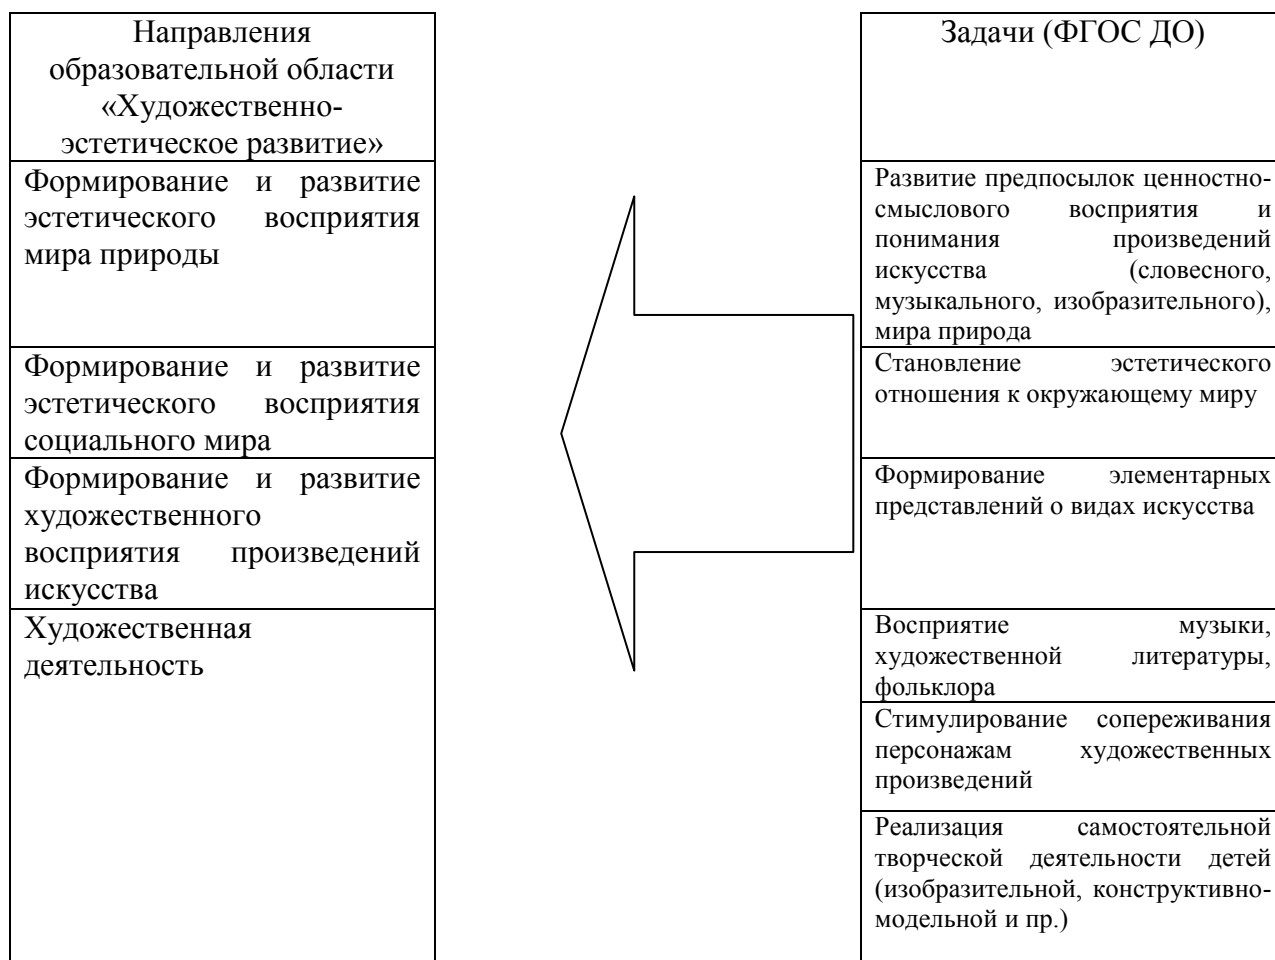 Направления
образовательной области
«Художественно-
эстетическое развитие»
Формирование и развитие
эстетического восприятия
мира природы
Формирование и развитие
эстетического восприятия
социального мира
Формирование и развитие
художественного
восприятия произведений
искусства
Художественная
деятельность
Задачи (ФГОС ДО)
Развитие предпосылок ценностно-
смыслового восприятия и
понимания произведений
искусства (словесного,
музыкального, изобразительного),
мира природа
Становление эстетического
отношения к окружающему миру
Формирование элементарных
представлений о видах искусства
Восприятие музыки,
художественной литературы,
фольклора
Стимулирование сопереживания
персонажам художественных
произведений
Реализация самостоятельной
творческой деятельности детей
(изобразительной, конструктивно-
модельной и пр.)